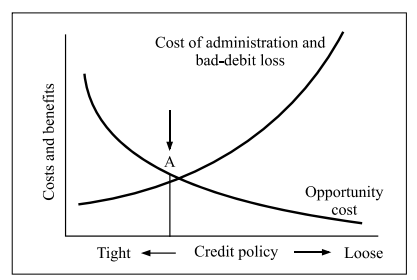 Cost of administration and
bad-debit loss
Costs and benefits
A
Opportunity
cost
Tight
Credit policy
Loose